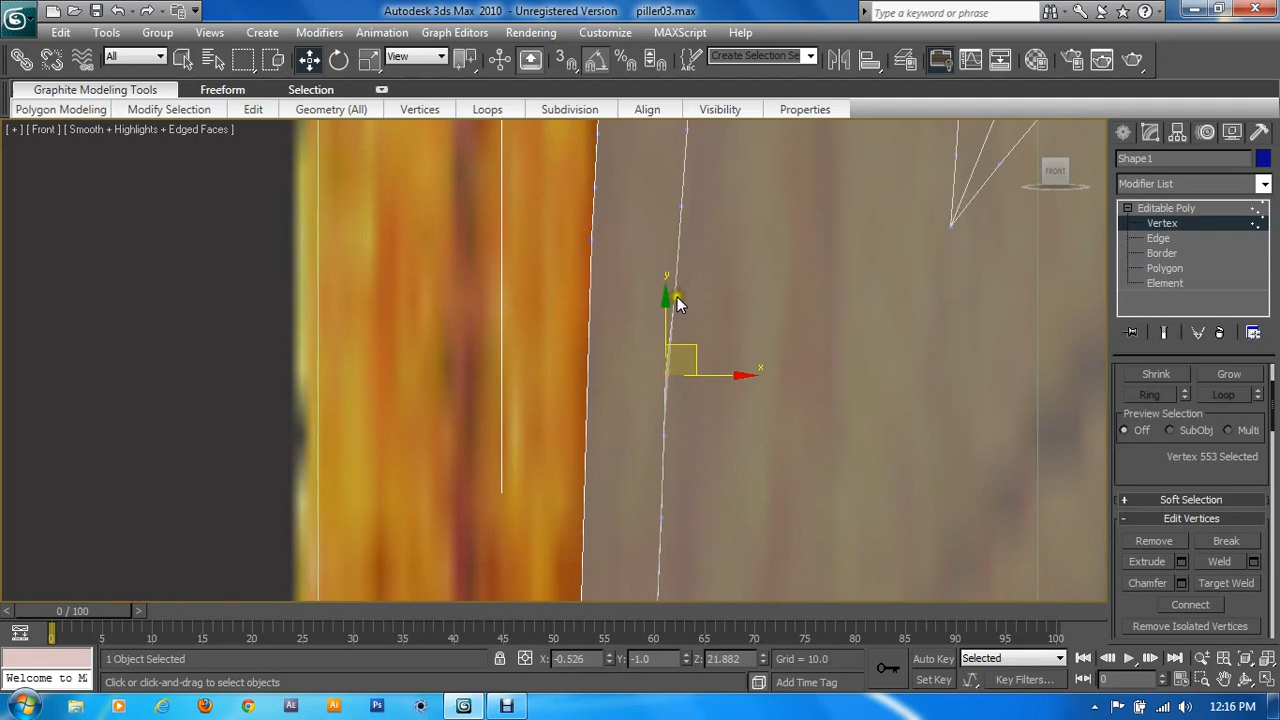 Autodesk 3ds Max 2010 - Unregistered Version piller03.max
Type a keyword or phrase
Edit Tools Group Views Create Modifiers Animation Graph Editors Rendering Customize MAXScript Help
All View 3 Create Selection Se
Graphite Modeling Tools Freeform Selection
Polygon Modeling Modify Selection Edit Geometry (All) Vertices Loops Subdivision Align Visibility Properties
[ + ] [ Front ] [ Smooth + Highlights + Edged Faces ]
FRONT
y
x
Shape1
Modifier List
Editable Poly
Vertex
Edge
Border
Polygon
Element
Shrink Grow
Ring Loop
Preview Selection
Off SubObj Multi
Vertex 553 Selected
+ Soft Selection
- Edit Vertices
Remove Break
Extrude Weld
Chamfer Target Weld
Connect
Remove Isolated Vertices
< 0 / 100 >
0 5 10 15 20 25 30 35 40 45 50 55 60 65 70 75 80 85 90 95 100
1 Object Selected X: -0.526 Y: -1.0 Z: 21.882 Grid = 10.0 Auto Key Selected
Welcome to M Click or click-and-drag to select objects Add Time Tag Set Key Key Filters... 0
Ae Ai Ps 12:16 PM